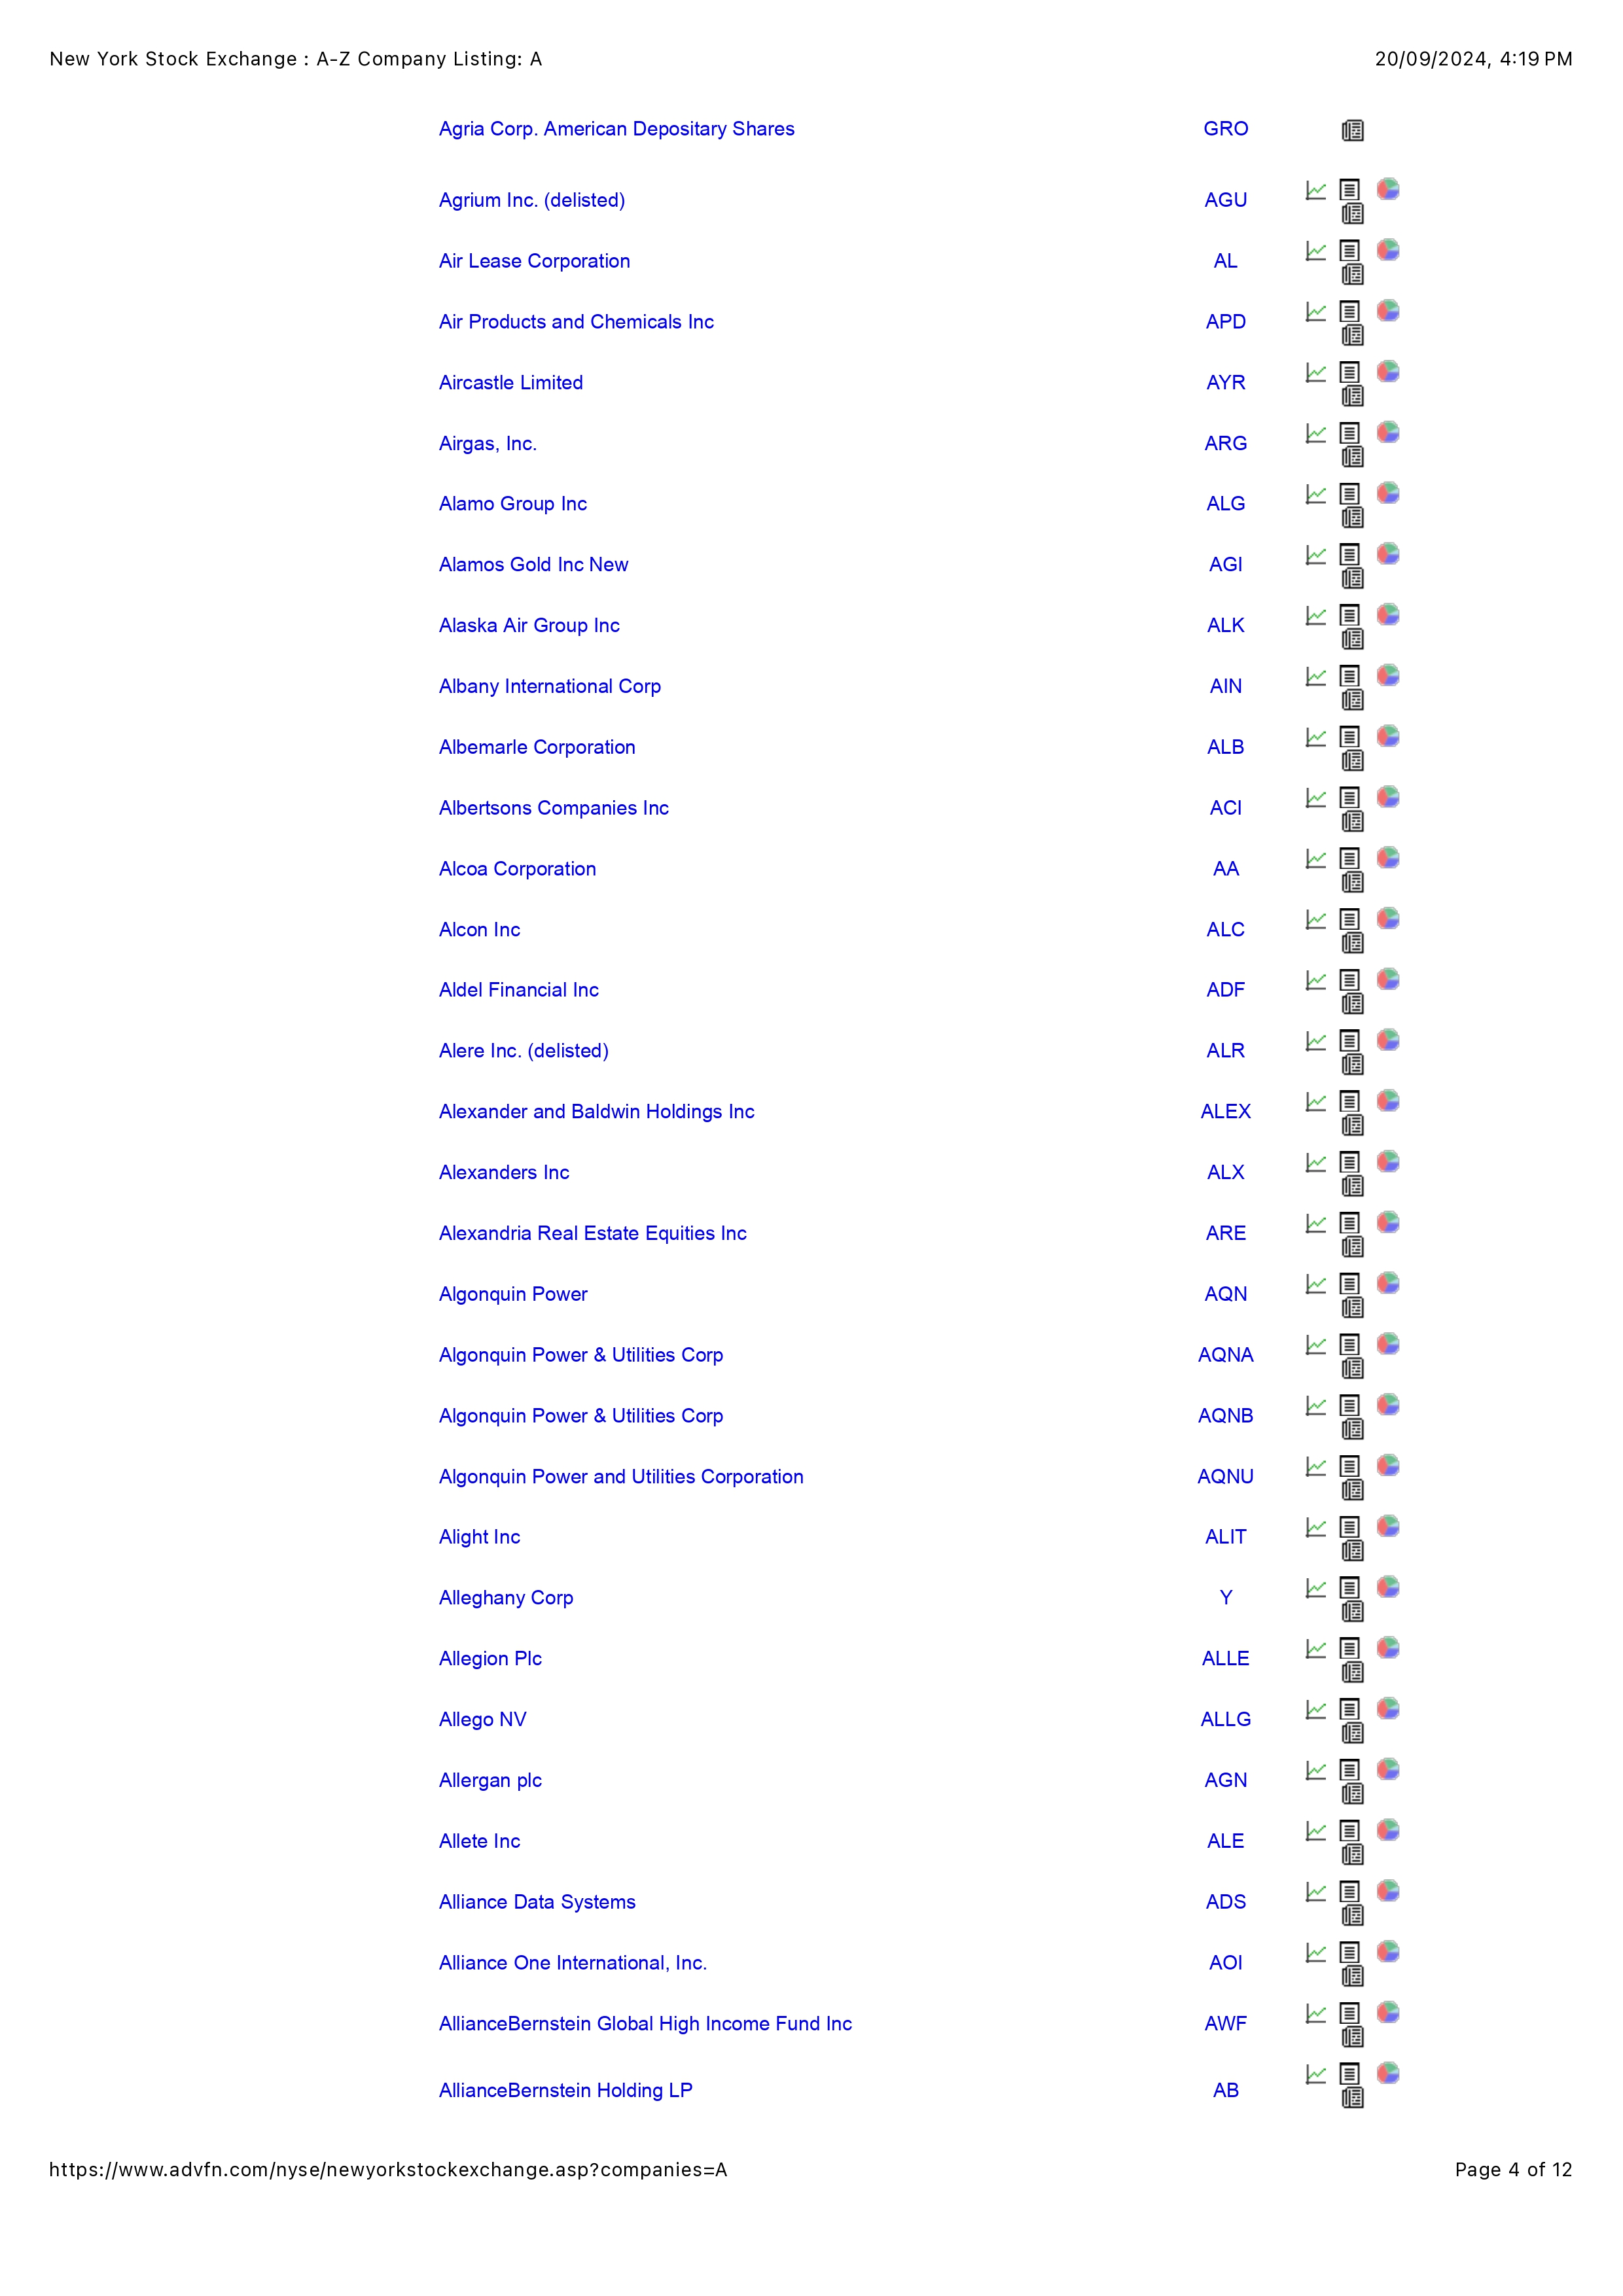 New York Stock Exchange : A-Z Company Listing: A 20/09/2024, 4:19 PM
Agria Corp. American Depositary Shares GRO
Agrium Inc. (delisted) AGU
Air Lease Corporation AL
Air Products and Chemicals Inc APD
Aircastle Limited AYR
Airgas, Inc. ARG
Alamo Group Inc ALG
Alamos Gold Inc New AGI
Alaska Air Group Inc ALK
Albany International Corp AIN
Albemarle Corporation ALB
Albertsons Companies Inc ACI
Alcoa Corporation AA
Alcon Inc ALC
Aldel Financial Inc ADF
Alere Inc. (delisted) ALR
Alexander and Baldwin Holdings Inc ALEX
Alexanders Inc ALX
Alexandria Real Estate Equities Inc ARE
Algonquin Power AQN
Algonquin Power & Utilities Corp AQNA
Algonquin Power & Utilities Corp AQNB
Algonquin Power and Utilities Corporation AQNU
Alight Inc ALIT
Alleghany Corp Y
Allegion Plc ALLE
Allego NV ALLG
Allergan plc AGN
Allete Inc ALE
Alliance Data Systems ADS
Alliance One International, Inc. AOI
AllianceBernstein Global High Income Fund Inc AWF
AllianceBernstein Holding LP AB
https://www.advfn.com/nyse/newyorkstockexchange.asp?companies=A Page 4 of 12